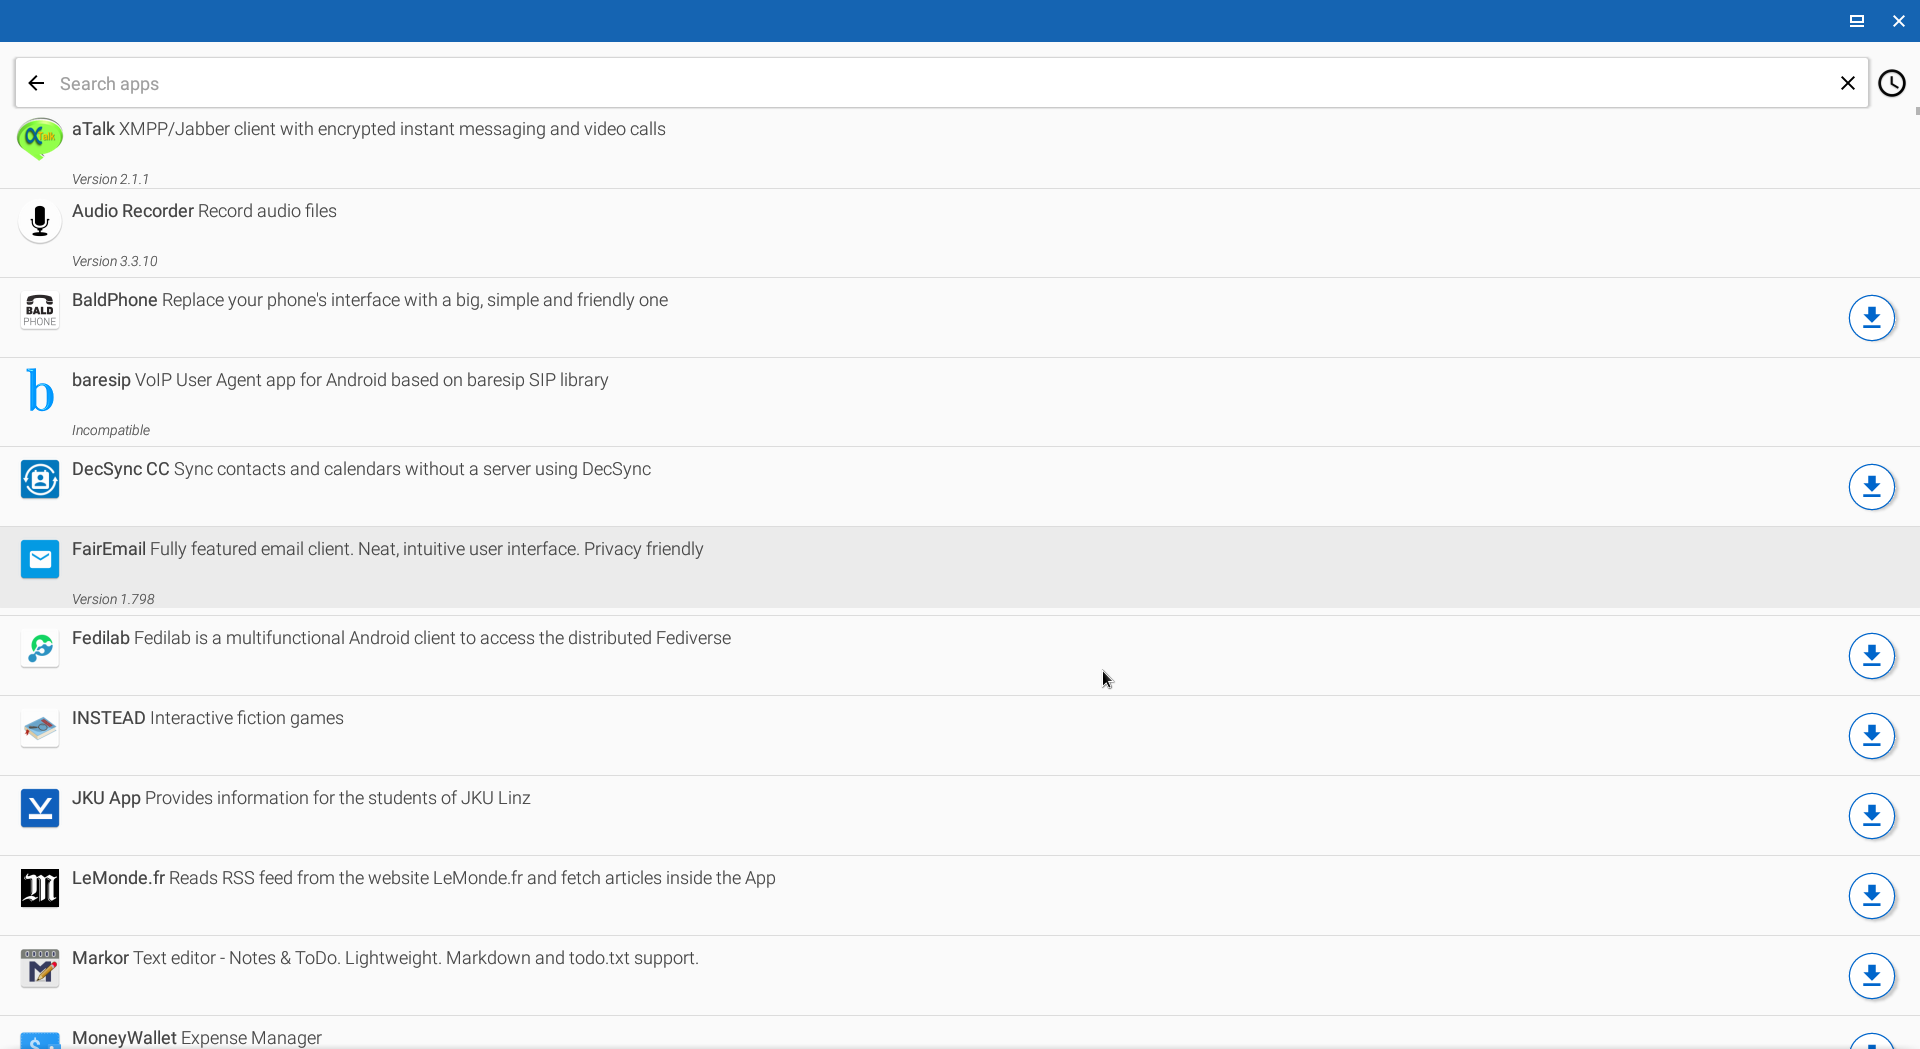 Search apps
aTalk XMPP/Jabber client with encrypted instant messaging and video calls
Version 2.1.1
Audio Recorder Record audio files
Version 3.3.10
BALD
PHONE
BaldPhone Replace your phone's interface with a big, simple and friendly one
b
baresip VoIP User Agent app for Android based on baresip SIP library
Incompatible
DecSync CC Sync contacts and calendars without a server using DecSync
FairEmail Fully featured email client. Neat, intuitive user interface. Privacy friendly
Version 1.798
Fedilab Fedilab is a multifunctional Android client to access the distributed Fediverse
INSTEAD Interactive fiction games
JKU App Provides information for the students of JKU Linz
M
LeMonde.fr Reads RSS feed from the website LeMonde.fr and fetch articles inside the App
M
Markor Text editor - Notes & ToDo. Lightweight. Markdown and todo.txt support.
MoneyWallet Expense Manager